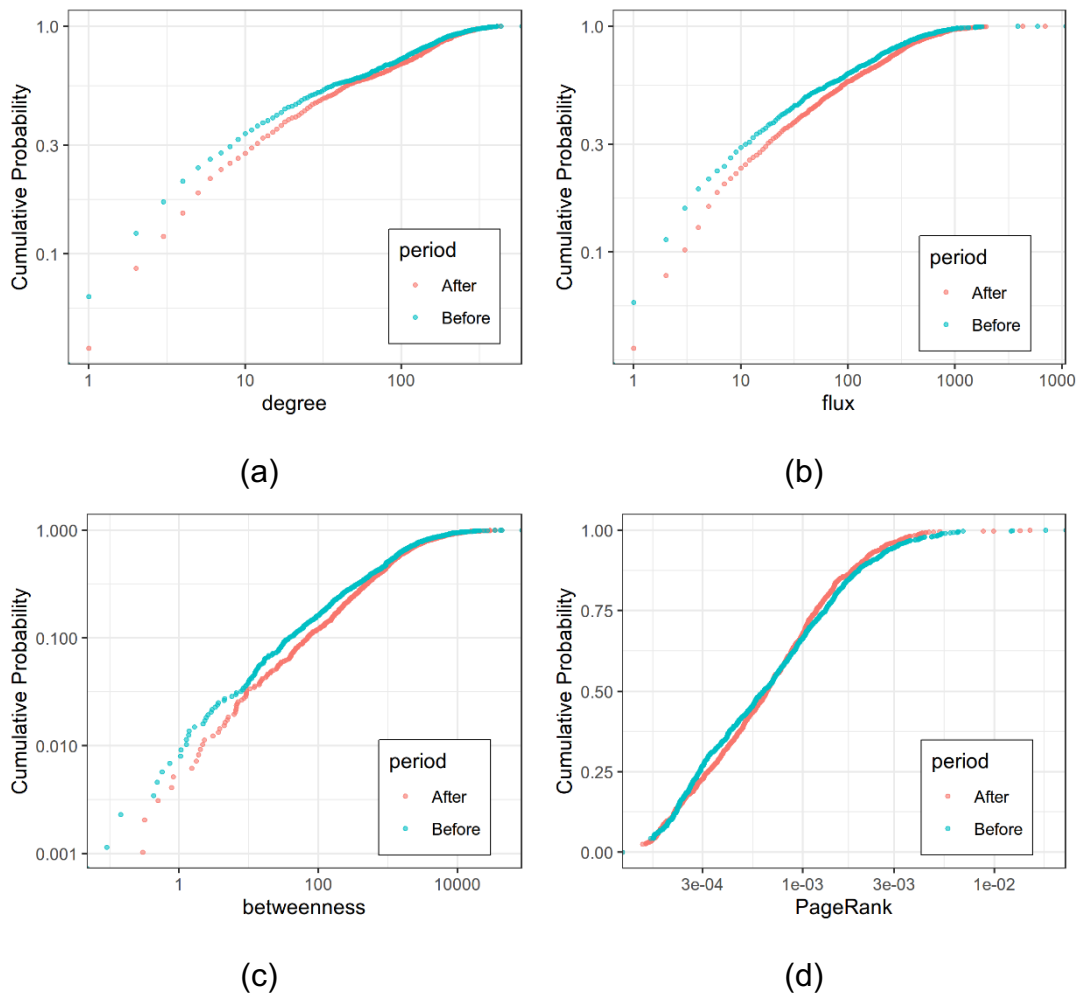 1.0
0.3
0.1
Cumulative Probability
1
10
100
degree
period
After
Before
(a)
1.0
0.3
0.1
Cumulative Probability
1
10
100
1000
1000
flux
period
After
Before
(b)
1.000
0.100
0.010
0.001
Cumulative Probability
1
100
10000
betweenness
period
After
Before
(c)
1.00
0.75
0.50
0.25
0.00
Cumulative Probability
3e-04
1e-03
3e-03
1e-02
PageRank
period
After
Before
(d)